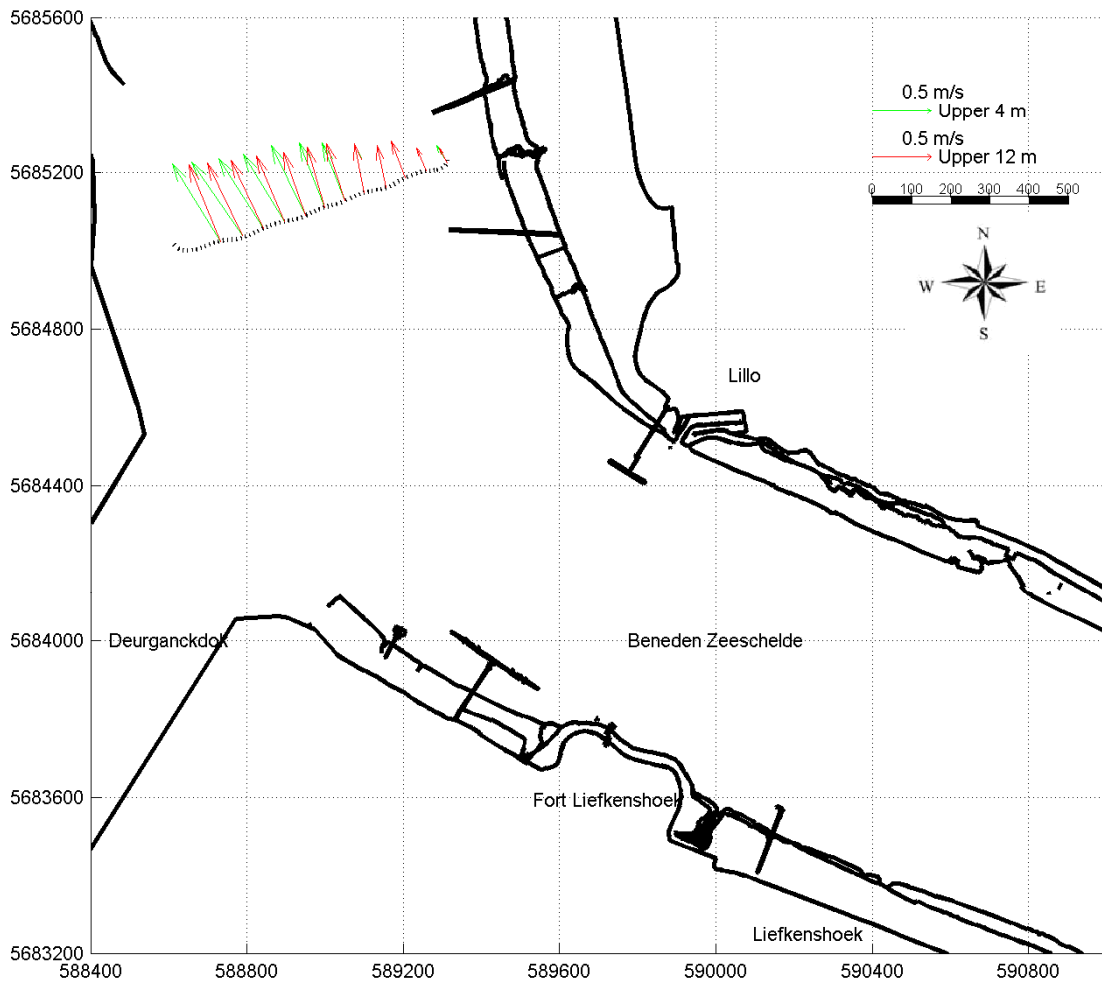 5685600
5685200
5684800
5684400
5684000
5683600
5683200
588400 588800 589200 589600 590000 590400 590800
0.5 m/s
Upper 4 m
0.5 m/s
Upper 12 m
0 100 200 300 400 500
N
W E
S
Lillo
Deurganckdok
Beneden Zeeschelde
Fort Liefkenshoek
Liefkenshoek